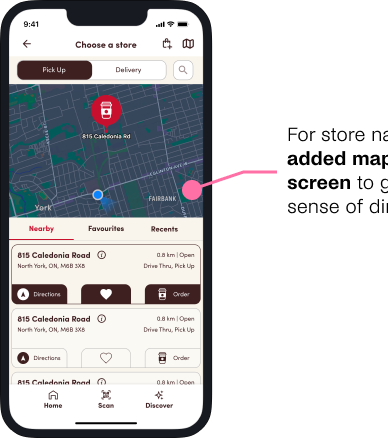 9:41
Choose a store
Pick Up
Delivery
815 Caledonia Rd
EGLINTON AVE W
York
FAIRBANK
Nearby
Favourites
Recents
815 Caledonia Road
0.8 km | Open
North York, ON, M6B 3X8
Drive Thru, Pick Up
Directions
Order
815 Caledonia Road
0.8 km | Open
North York, ON, M6B 3X8
Drive Thru, Pick Up
Directions
Order
815 Caledonia Road
0.8 km | Open
Home
Scan
Discover
For store
added
screen to
sense of